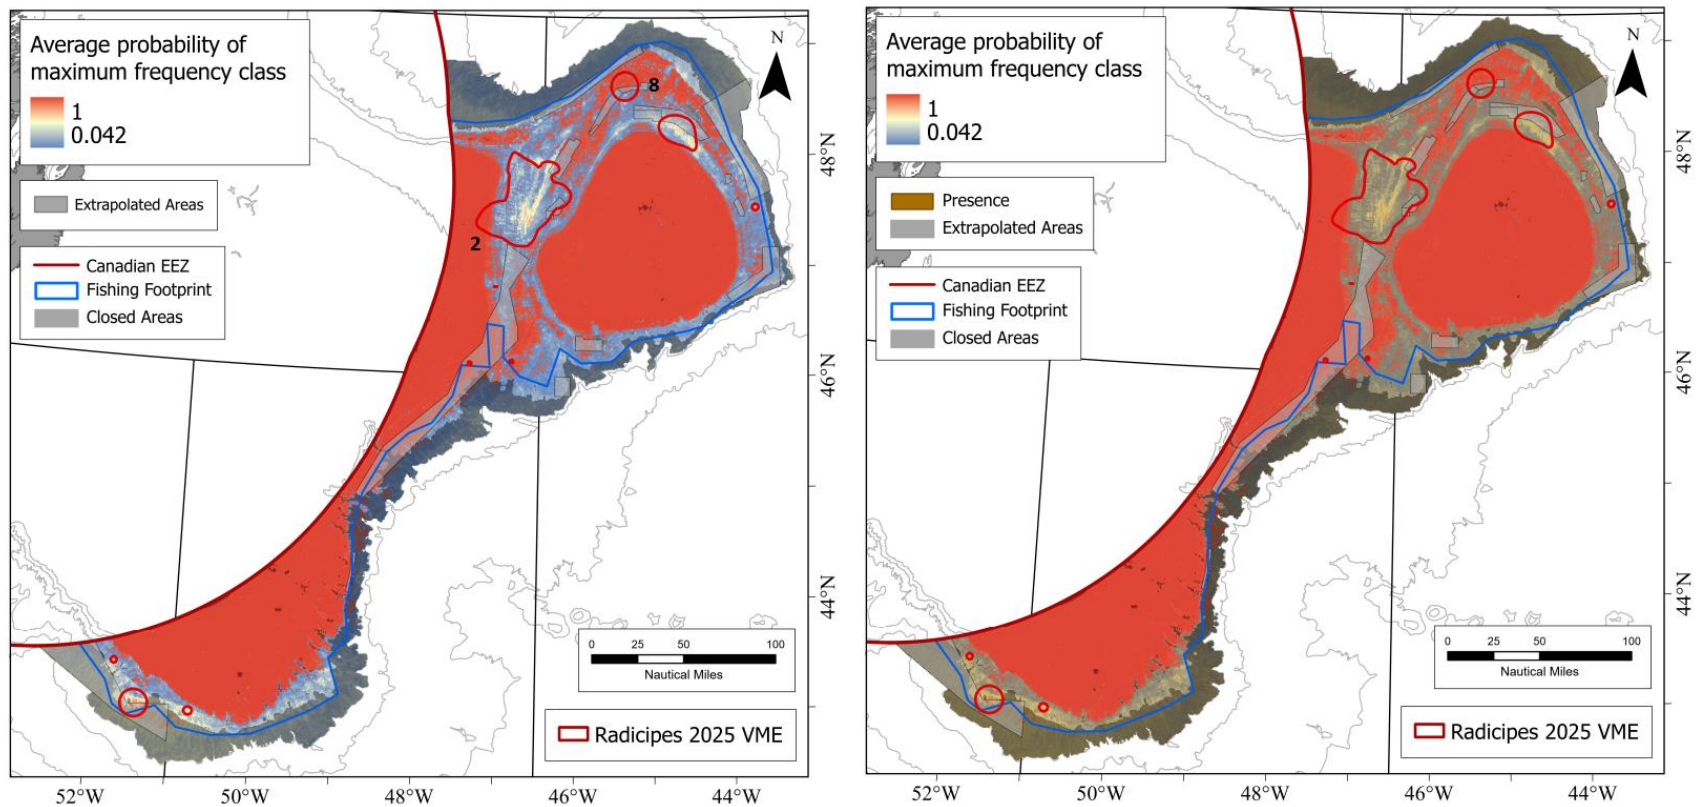 Average probability of
maximum frequency class
1
0.042
Extrapolated Areas
Canadian EEZ
Fishing Footprint
Closed Areas
N
8
2
48°N
46°N
44°N
0 25 50 100
Nautical Miles
Radicipes 2025 VME
52°W 50°W 48°W 46°W 44°W
Average probability of
maximum frequency class
1
0.042
Presence
Extrapolated Areas
Canadian EEZ
Fishing Footprint
Closed Areas
N
48°N
46°N
44°N
0 25 50 100
Nautical Miles
Radicipes 2025 VME
52°W 50°W 48°W 46°W 44°W